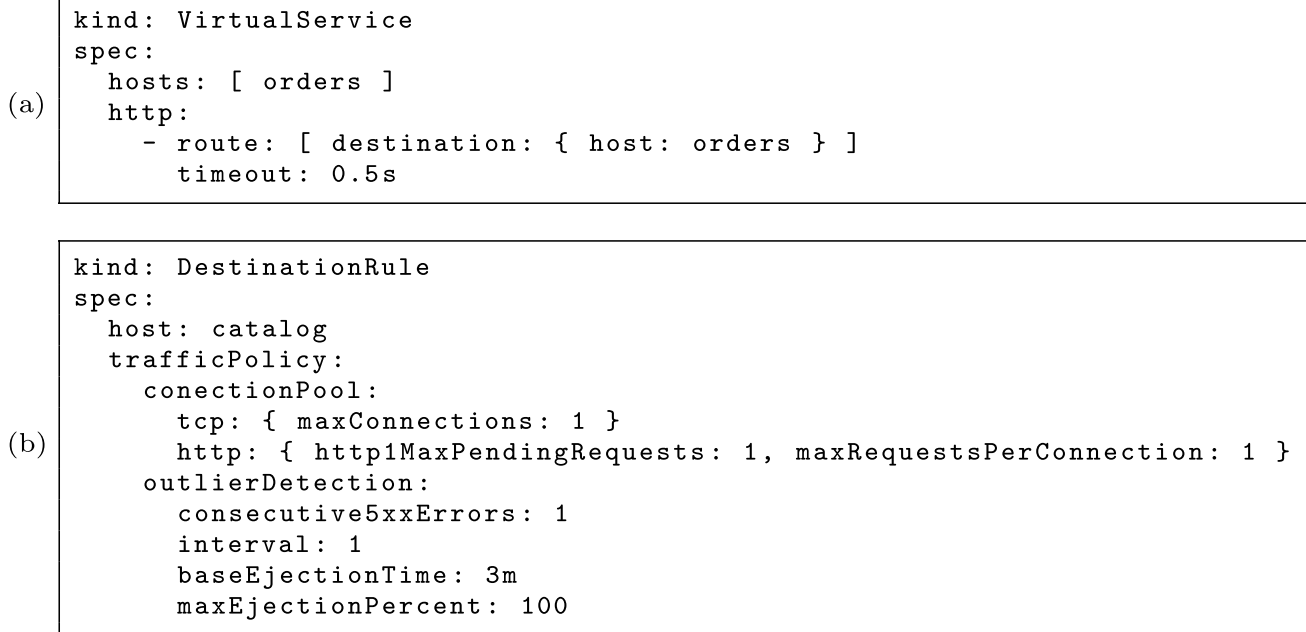 (a)
kind: VirtualService
spec:
  hosts: [ orders ]
  http:
    - route: [ destination: { host: orders } ]
      timeout: 0.5s
(b)
kind: DestinationRule
spec:
  host: catalog
  trafficPolicy:
    conectionPool:
      tcp: { maxConnections: 1 }
      http: { http1MaxPendingRequests: 1, maxRequestsPerConnection: 1 }
    outlierDetection:
      consecutive5xxErrors: 1
      interval: 1
      baseEjectionTime: 3m
      maxEjectionPercent: 100